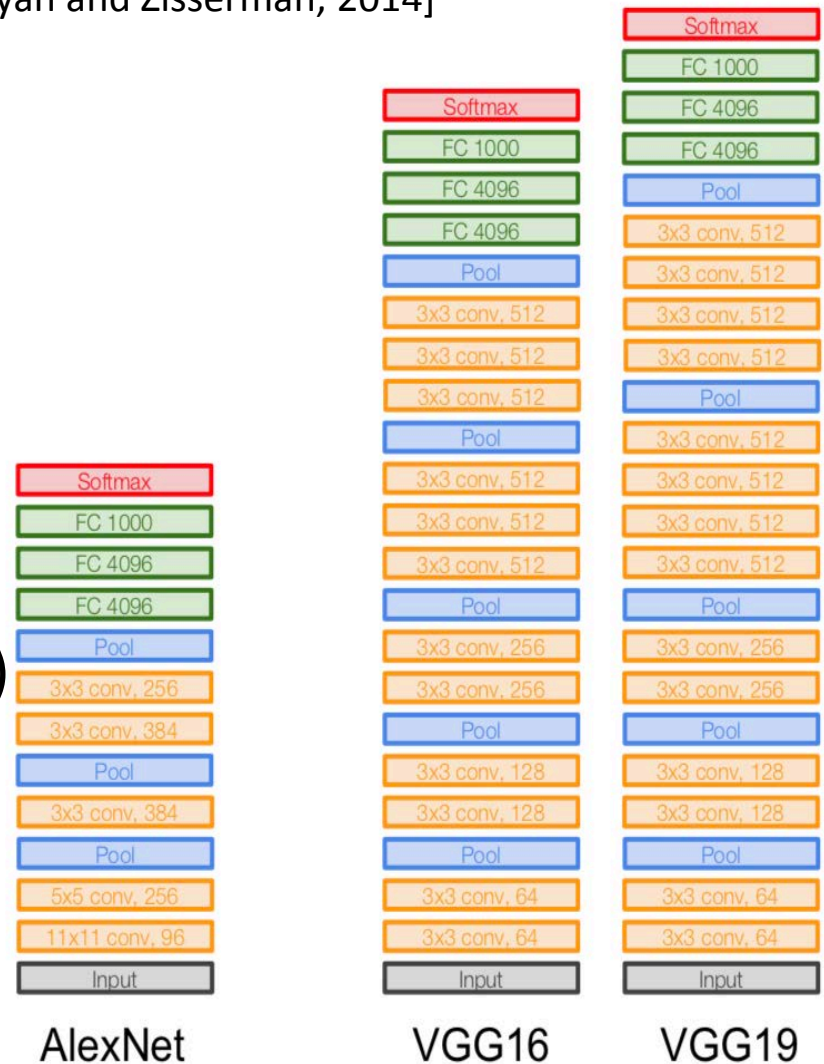 yan and Zisserman, 2014]
Softmax
FC 1000
FC 4096
FC 4096
Pool
3x3 conv, 256
3x3 conv, 384
Pool
3x3 conv, 384
Pool
5x5 conv, 256
11x11 conv, 96
Input
AlexNet
Softmax
FC 1000
FC 4096
FC 4096
Pool
3x3 conv, 512
3x3 conv, 512
3x3 conv, 512
Pool
3x3 conv, 512
3x3 conv, 512
3x3 conv, 512
Pool
3x3 conv, 256
3x3 conv, 256
Pool
3x3 conv, 128
3x3 conv, 128
Pool
3x3 conv, 64
3x3 conv, 64
Input
VGG16
Softmax
FC 1000
FC 4096
FC 4096
Pool
3x3 conv, 512
3x3 conv, 512
3x3 conv, 512
3x3 conv, 512
Pool
3x3 conv, 512
3x3 conv, 512
3x3 conv, 512
3x3 conv, 512
Pool
3x3 conv, 256
3x3 conv, 256
Pool
3x3 conv, 128
3x3 conv, 128
Pool
3x3 conv, 64
3x3 conv, 64
Input
VGG19
)